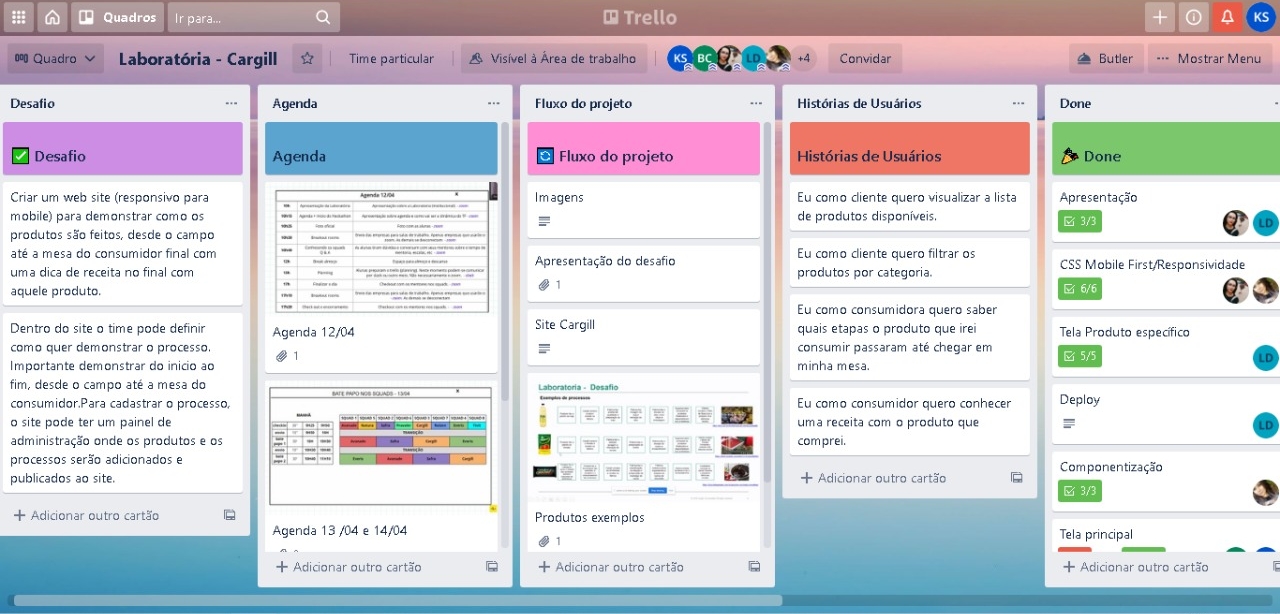 Quadros
Ir para...
Trello
KS
Quadro
Laboratória - Cargill
Time particular
Visível à Área de trabalho
KS
BC
LD
+4
Convidar
Butler
Mostrar Menu
Desafio
Desafio
Criar um web site (responsivo para
mobile) para demonstrar como os
produtos são feitos, desde o campo
até a mesa do consumidor final com
uma dica de receita final com
aquele produto.
Dentro do site o time pode definir
como quer demonstrar o processo.
Importante demonstrar do inicio ao
fim, desde o campo até a mesa do
consumidor.Para cadastrar o processo,
o site pode ter um painel de
administração onde o produtos e os
processos serão adicionados e
publicados ao site.
Adicionar outro cartão
Agenda
Agenda
Agenda 12/04
Agenda 12/04
1
BATE PAPO NOS SQUADS - 13/04
MANHÃ
Agenda 13 /04 e 14/04
Adicionar outro cartão
Fluxo do projeto
Fluxo do projeto
Imagens
Apresentação do desafio
1
Site Cargill
Laboratoria - Desafio
Exemplos de processos
Produtos exemplos
1
Adicionar outro cartão
Histórias de Usuários
Histórias de Usuários
Eu como cliente quero visualizar a lista
de produtos disponíveis.
Eu como cliente quero filtrar os
produtos por categoria.
Eu como consumidora quero saber
quais etapas o produto que irei
consumir passaram até chegar em
minha mesa.
Eu como consumidor quero conhecer
uma receita com o produto que
comprei.
Adicionar outro cartão
Done
Done
Apresentação
3/3
LD
CSS Mobile First/Responsividade
6/6
Tela Produto específico
5/5
LD
Deploy
LD
Componentização
3/3
Tela principal
Adicionar outro cartão